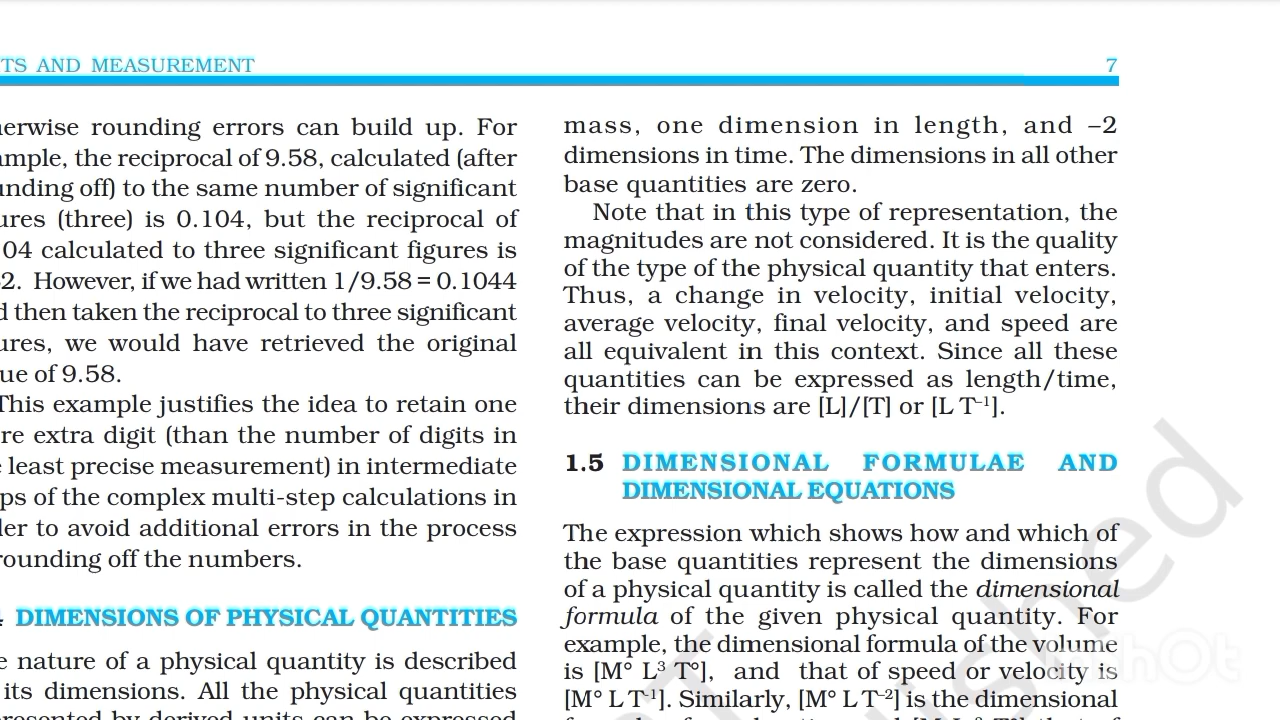 TS AND MEASUREMENT
7
erwise rounding errors can build up. For
mple, the reciprocal of 9.58, calculated (after
nding off) to the same number of significant
ures (three) is 0.104, but the reciprocal of
04 calculated to three significant figures is
2. However, if we had written 1/9.58 = 0.1044
d then taken the reciprocal to three significant
ures, we would have retrieved the original
ue of 9.58.
This example justifies the idea to retain one
re extra digit (than the number of digits in
least precise measurement) in intermediate
ps of the complex multi-step calculations in
er to avoid additional errors in the process
rounding off the numbers.
DIMENSIONS OF PHYSICAL QUANTITIES
e nature of a physical quantity is described
its dimensions. All the physical quantities
presented by derived units can be expressed
mass, one dimension in length, and –2
dimensions in time. The dimensions in all other
base quantities are zero.
Note that in this type of representation, the
magnitudes are not considered. It is the quality
of the type of the physical quantity that enters.
Thus, a change in velocity, initial velocity,
average velocity, final velocity, and speed are
all equivalent in this context. Since all these
quantities can be expressed as length/time,
their dimensions are [L]/[T] or [L T⁻¹].
1.5 DIMENSIONAL FORMULAE AND
DIMENSIONAL EQUATIONS
The expression which shows how and which of
the base quantities represent the dimensions
of a physical quantity is called the dimensional
formula of the given physical quantity. For
example, the dimensional formula of the volume
is [M° L³ T°], and that of speed or velocity is
[M° L T⁻¹]. Similarly, [M° L T⁻²] is the dimensional